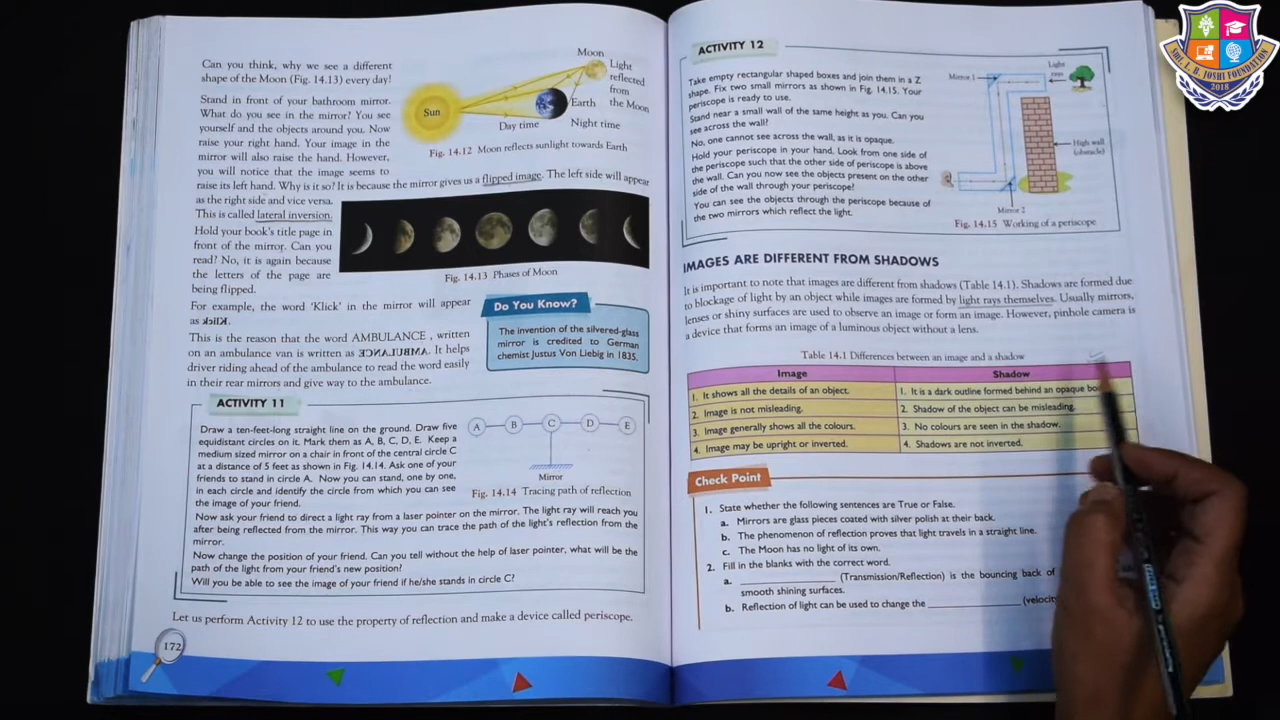 Can you think, why we see a different
shape of the Moon (Fig. 14.13) every day!
Stand in front of your bathroom mirror.
What do you see in the mirror? You see
yourself and the objects around you. Now
raise your right hand. Your image in the
mirror will also raise the hand. However,
you will notice that the image seems to
raise its left hand. Why is it so? It is because the mirror gives us a flipped image. The left side will appear
as the right side and vice versa.
This is called lateral inversion.
Hold your book's title page in
front of the mirror. Can you
read? No, it is again because
the letters of the page are
being flipped.
Moon
Light
reflected
from
the Moon
Sun
Earth
Day time
Night time
Fig. 14.12 Moon reflects sunlight towards Earth
Fig. 14.13 Phases of Moon
For example, the word 'Klick' in the mirror will appear
as Klick.
This is the reason that the word AMBULANCE, written
on an ambulance van is written as ƎƆИA⅃UᗺMA. It helps
driver riding ahead of the ambulance to read the word easily
in their rear mirrors and give way to the ambulance.
Do You Know?
The invention of the silvered-glass
mirror is credited to German
chemist Justus Von Liebig in 1835.
ACTIVITY 11
Draw a ten-feet-long straight line on the ground. Draw five
equidistant circles on it. Mark them as A, B, C, D, E. Keep a
medium sized mirror on a chair in front of the central circle C
at a distance of 5 feet as shown in Fig. 14.14. Ask one of your
friends to stand in circle A. Now you can stand, one by one,
in each circle and identify the circle from which you can see
the image of your friend.
A B C D E
Mirror
Fig. 14.14 Tracing path of reflection
Now ask your friend to direct a light ray from a laser pointer on the mirror. The light ray will reach you
after being reflected from the mirror. This way you can trace the path of the light's reflection from the
mirror.
Now change the position of your friend. Can you tell without the help of laser pointer, what will be the
path of the light from your friend's new position?
Will you be able to see the image of your friend if he/she stands in circle C?
Let us perform Activity 12 to use the property of reflection and make a device called periscope.
172
ACTIVITY 12
Take empty rectangular shaped boxes and join them in a Z
shape. Fix two small mirrors as shown in Fig. 14.15. Your
periscope is ready to use.
Stand near a small wall of the same height as you. Can you
see across the wall?
No, one cannot see across the wall, as it is opaque.
Hold your periscope in your hand. Look from one side of
the periscope such that the other side of periscope is above
the wall. Can you now see the objects present on the other
side of the wall through your periscope?
You can see the objects through the periscope because of
the two mirrors which reflect the light.
Mirror 1
Light
High wall
(obstacle)
Mirror 2
Fig. 14.15 Working of a periscope
IMAGES ARE DIFFERENT FROM SHADOWS
It is important to note that images are different from shadows (Table 14.1). Shadows are formed due
to blockage of light by an object while images are formed by light rays themselves. Usually mirrors,
lenses or shiny surfaces are used to observe an image or form an image. However, pinhole camera is
a device that forms an image of a luminous object without a lens.
Table 14.1 Differences between an image and a shadow
Image Shadow
1. It shows all the details of an object. 1. It is a dark outline formed behind an opaque
2. Image is not misleading. 2. Shadow of the object can be misleading.
3. Image generally shows all the colours. 3. No colours are seen in the shadow.
4. Image may be upright or inverted. 4. Shadows are not inverted.
Check Point
1. State whether the following sentences are True or False.
a. Mirrors are glass pieces coated with silver polish at their back.
b. The phenomenon of reflection proves that light travels in a straight line.
c. The Moon has no light of its own.
2. Fill in the blanks with the correct word.
a. ______________ (Transmission/Reflection) is the bouncing back of
smooth shining surfaces.
b. Reflection of light can be used to change the ______________
SHRI. L. B. JOSHI FOUNDATION
2018